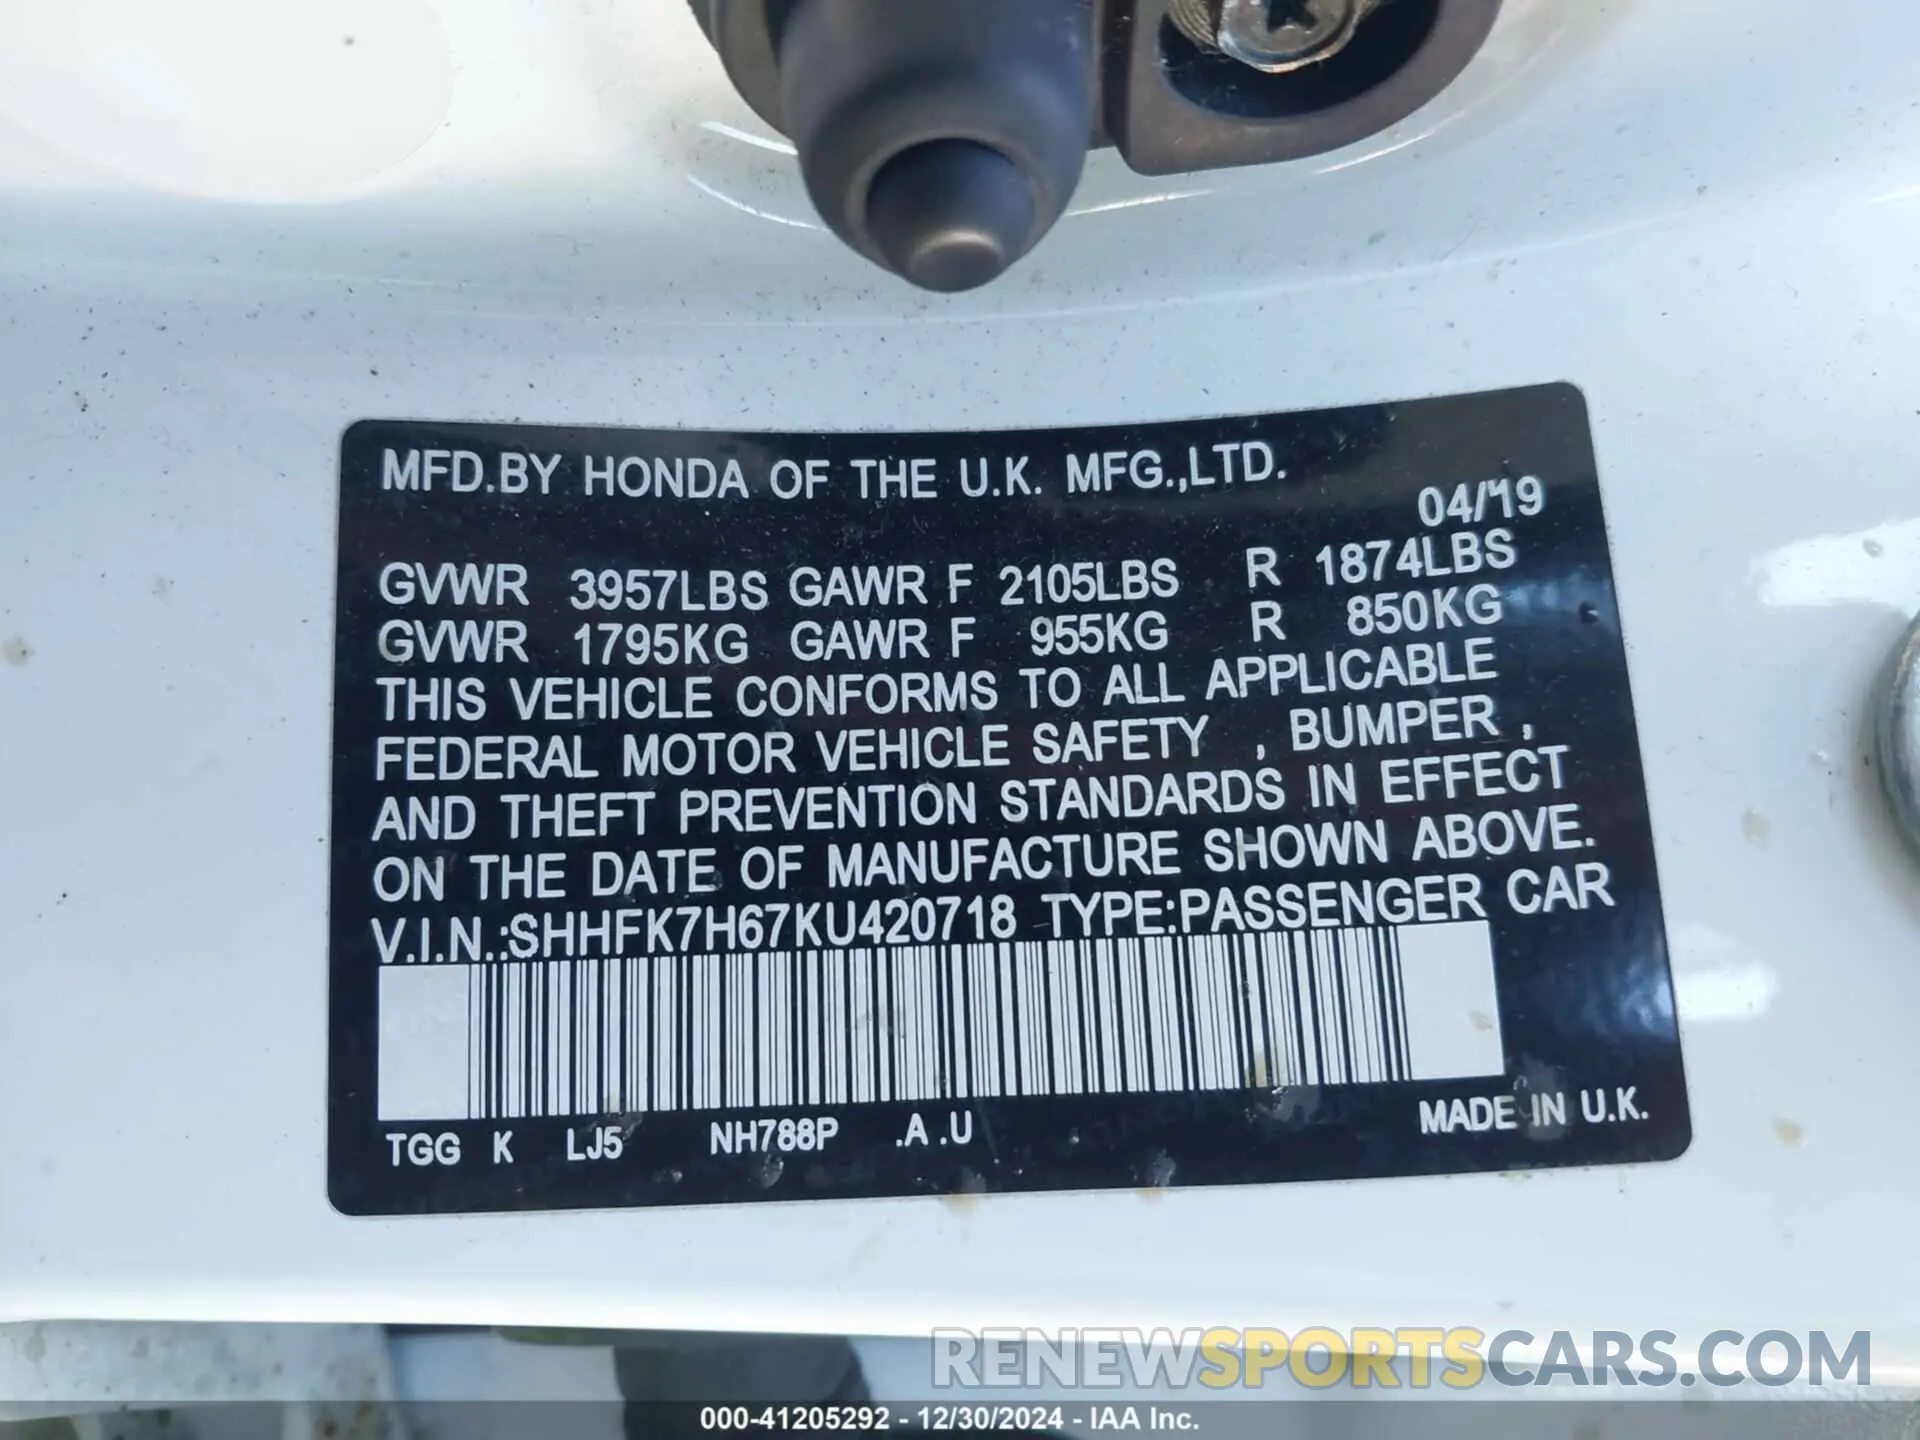 MFD.BY HONDA OF THE U.K. MFG.,LTD.
04/19
GVWR 3957LBS GAWR F 2105LBS R 1874LBS
GVWR 1795KG GAWR F 955KG R 850KG
THIS VEHICLE CONFORMS TO ALL APPLICABLE
FEDERAL MOTOR VEHICLE SAFETY , BUMPER ,
AND THEFT PREVENTION STANDARDS IN EFFECT
ON THE DATE OF MANUFACTURE SHOWN ABOVE.
V.I.N.:SHHFK7H67KU420718 TYPE:PASSENGER CAR
TGG K LJ5 NH788P .A .U MADE IN U.K.
RENEWSPORTSCARS.COM
000-41205292 - 12/30/2024 - IAA Inc.